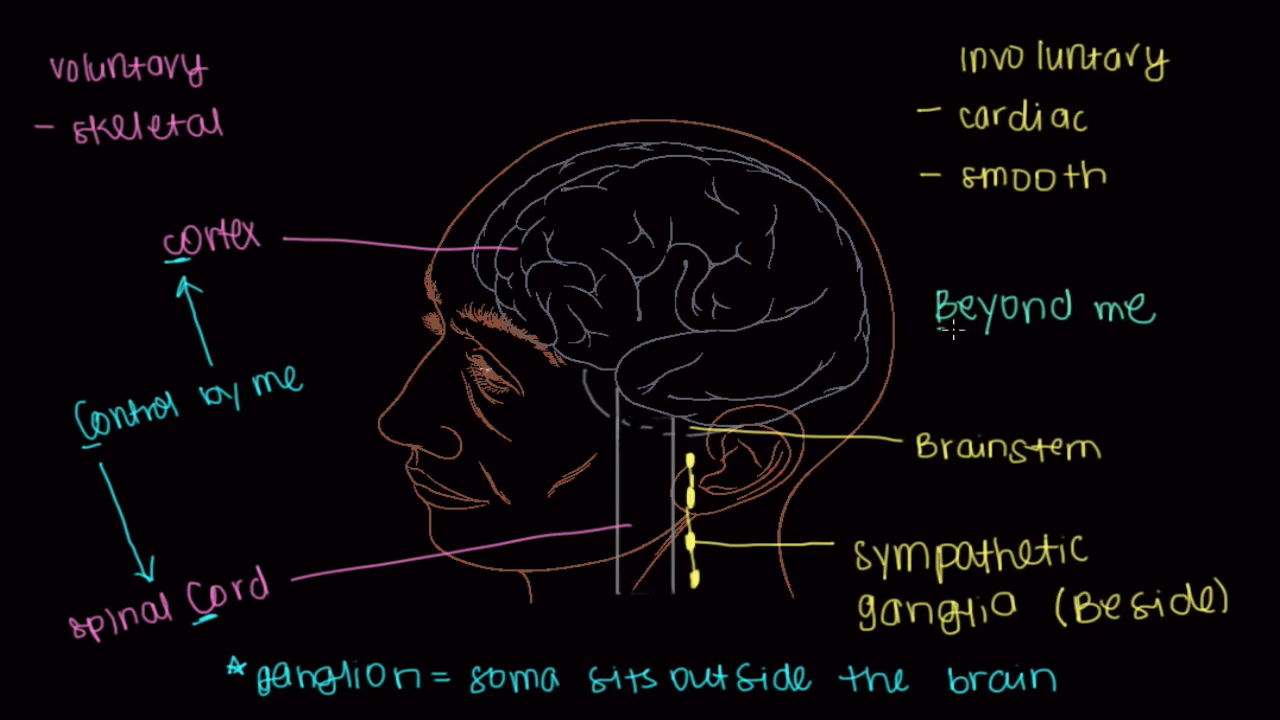 voluntary
- skeletal
cortex
Control by me
spinal Cord
involuntary
- cardiac
- smooth
Beyond me
Brainstem
sympathetic
ganglia (Beside)
*ganglion = soma sits outside the brain